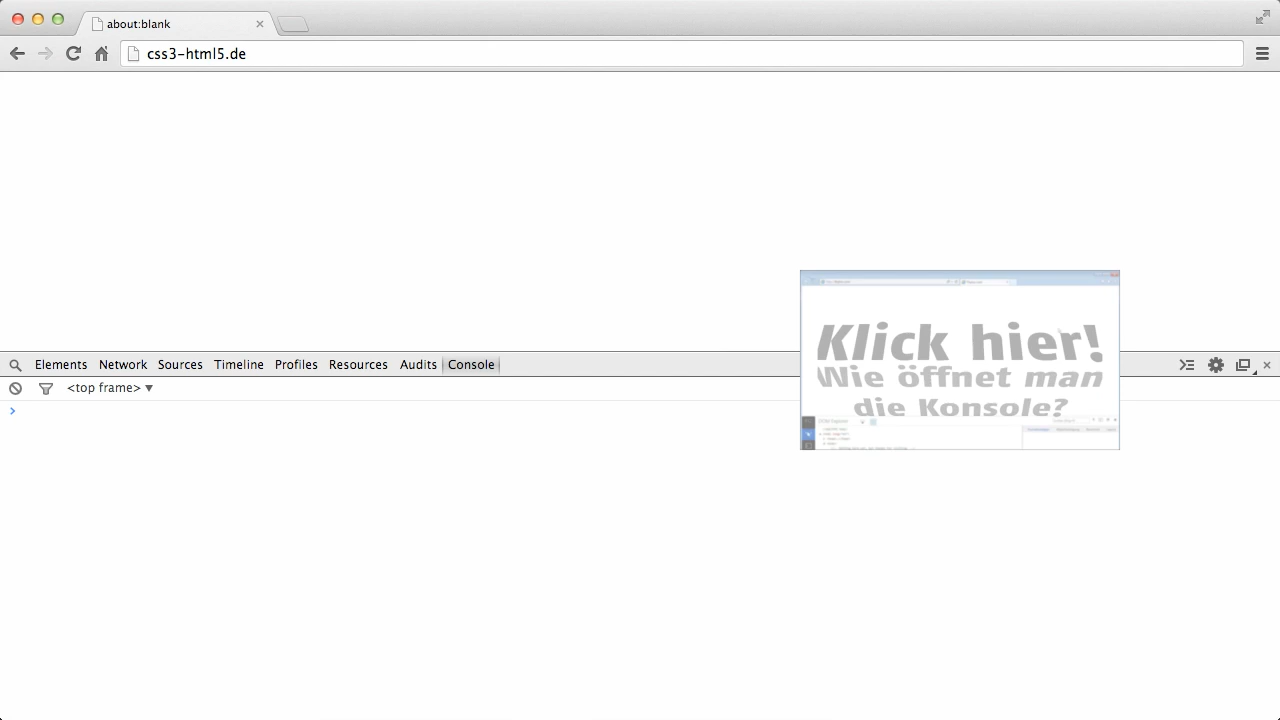 about:blank
css3-html5.de
Klick hier!
Wie öffnet man
die Konsole?
Elements Network Sources Timeline Profiles Resources Audits Console
<top frame>